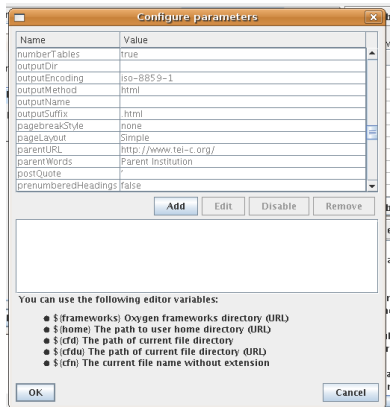 Configure parameters
Name Value
numberTables true
outputDir
outputEncoding iso-8859-1
outputMethod html
outputName
outputSuffix .html
pagebreakStyle none
pageLayout Simple
parentURL http://www.tei-c.org/
parentWords Parent Institution
postQuote '
prenumberedHeadings false
Add Edit Disable Remove
You can use the following editor variables:
● ${frameworks} Oxygen frameworks directory (URL)
● ${home} The path to user home directory (URL)
● ${cfd} The path of current file directory
● ${cfdu} The path of current file directory (URL)
● ${cfn} The current file name without extension
OK Cancel